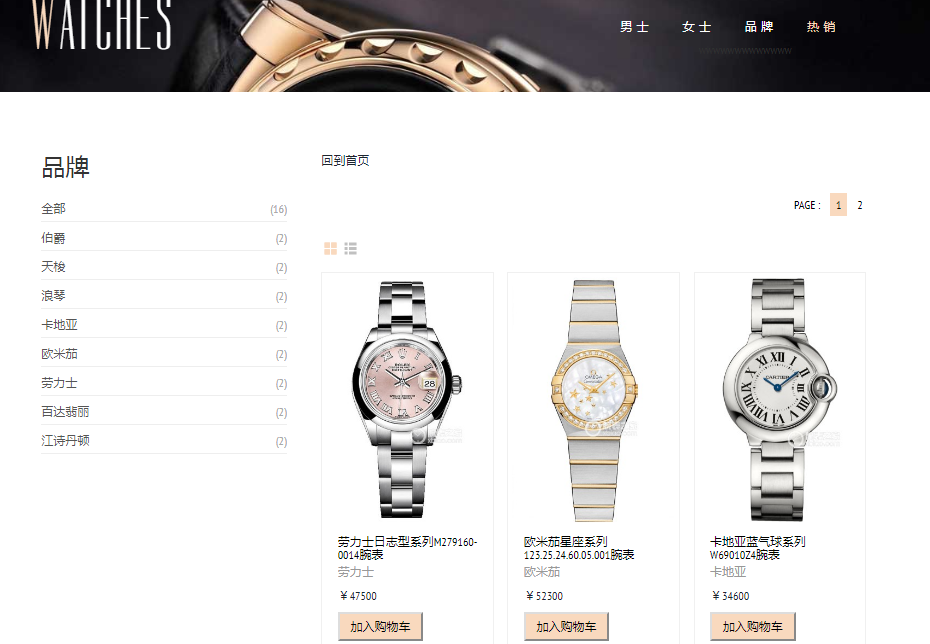 WATCHES
男士 女士 品牌 热销
品牌
全部 (16)
伯爵 (2)
天梭 (2)
浪琴 (2)
卡地亚 (2)
欧米茄 (2)
劳力士 (2)
百达翡丽 (2)
江诗丹顿 (2)
回到首页
PAGE : 1 2
ROLEX
28
OMEGA
CARTIER
劳力士日志型系列M279160-
0014腕表
劳力士
￥47500
加入购物车
欧米茄星座系列
123.25.24.60.05.001腕表
欧米茄
￥52300
加入购物车
卡地亚蓝气球系列
W69010Z4腕表
卡地亚
￥34600
加入购物车